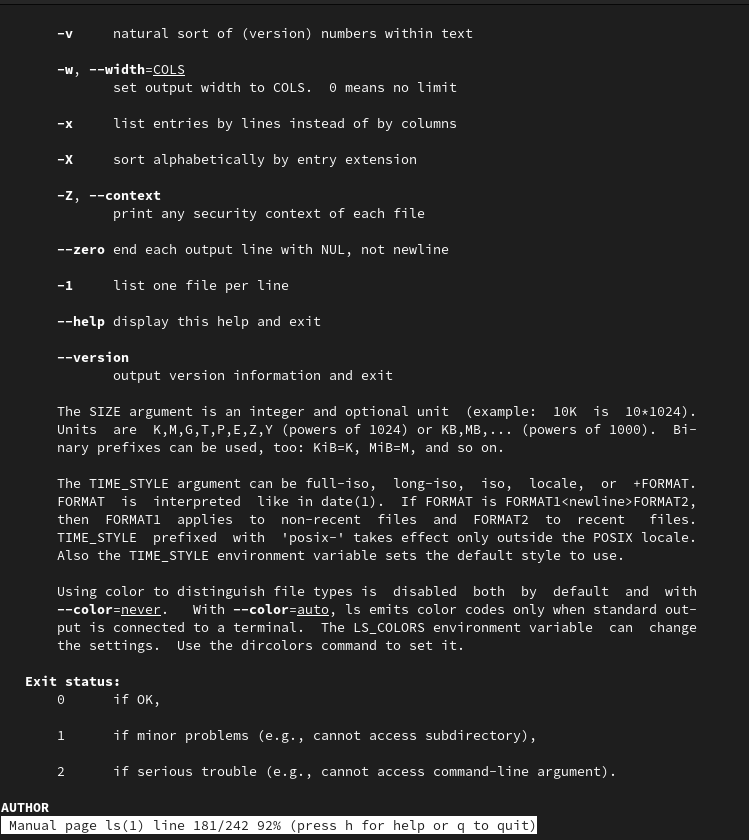 -v     natural sort of (version) numbers within text
-w, --width=COLS
set output width to COLS.  0 means no limit
-x     list entries by lines instead of by columns
-X     sort alphabetically by entry extension
-Z, --context
print any security context of each file
--zero end each output line with NUL, not newline
-1     list one file per line
--help display this help and exit
--version
output version information and exit
The SIZE argument is an integer and optional unit  (example:  10K  is  10*1024).
Units  are  K,M,G,T,P,E,Z,Y (powers of 1024) or KB,MB,... (powers of 1000).  Bi-
nary prefixes can be used, too: KiB=K, MiB=M, and so on.
The TIME_STYLE argument can be full-iso,  long-iso,  iso,  locale,  or  +FORMAT.
FORMAT  is  interpreted  like in date(1).  If FORMAT is FORMAT1<newline>FORMAT2,
then  FORMAT1  applies  to  non-recent  files  and  FORMAT2  to  recent   files.
TIME_STYLE  prefixed  with  'posix-' takes effect only outside the POSIX locale.
Also the TIME_STYLE environment variable sets the default style to use.
Using color to distinguish file types is  disabled  both  by  default  and  with
--color=never.   With --color=auto, ls emits color codes only when standard out-
put is connected to a terminal.  The LS_COLORS environment variable  can  change
the settings.  Use the dircolors command to set it.
Exit status:
0      if OK,
1      if minor problems (e.g., cannot access subdirectory),
2      if serious trouble (e.g., cannot access command-line argument).
AUTHOR
Manual page ls(1) line 181/242 92% (press h for help or q to quit)